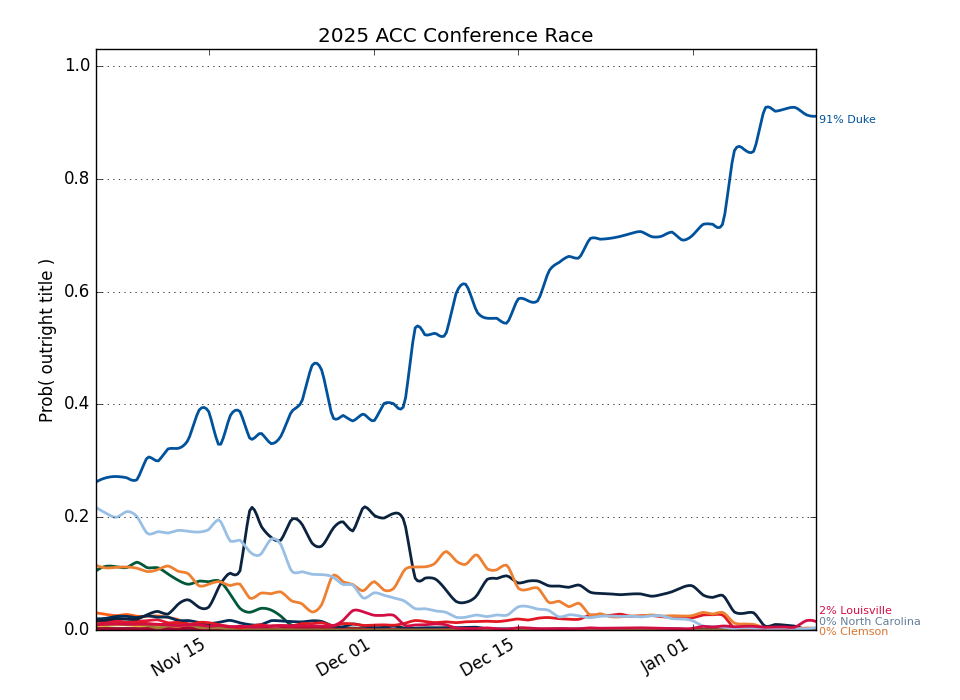 2025 ACC Conference Race
1.0
0.8
0.6
0.4
0.2
0.0
Prob( outright title )
Nov 15
Dec 01
Dec 15
Jan 01
91% Duke
2% Louisville
0% North Carolina
0% Clemson